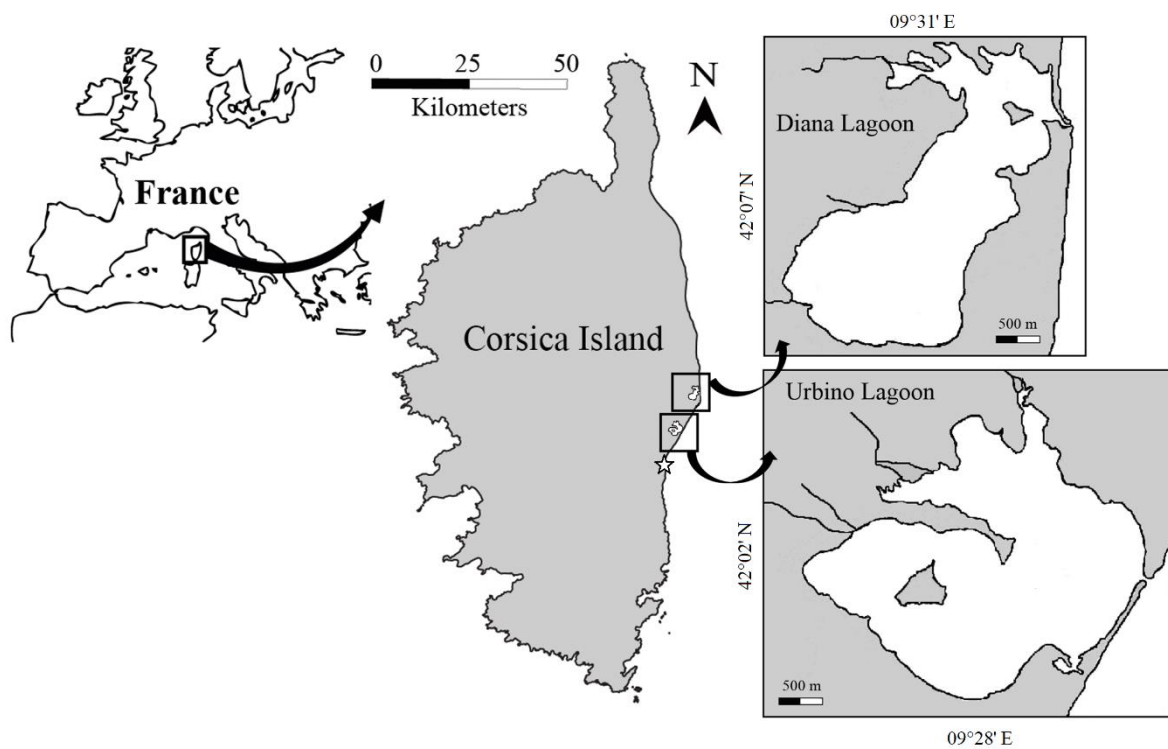 09°31' E
0 25 50
Kilometers
N
France
Diana Lagoon
42°07' N
500 m
Corsica Island
Urbino Lagoon
42°02' N
500 m
09°28' E